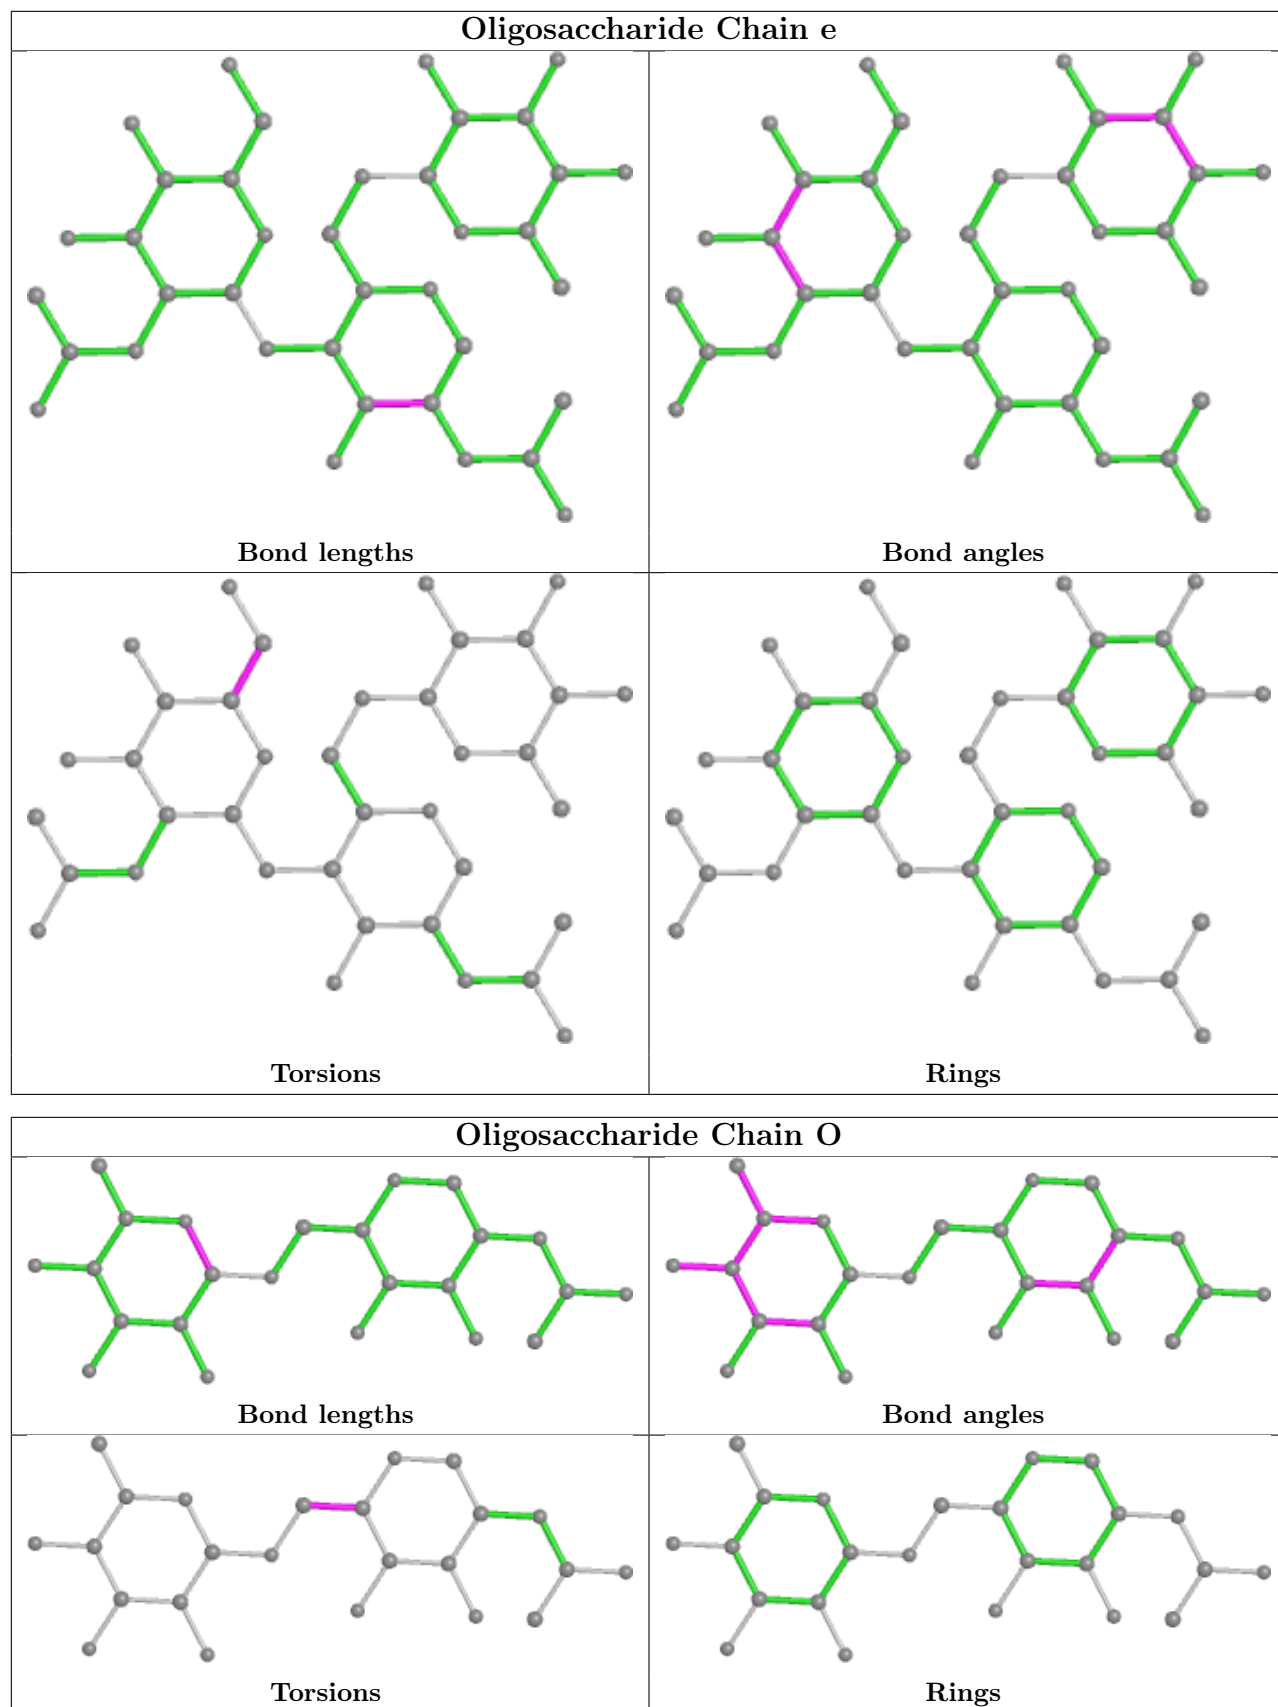 Oligosaccharide Chain e
Bond lengths
Bond angles
Torsions
Rings
Oligosaccharide Chain O
Bond lengths
Bond angles
Torsions
Rings